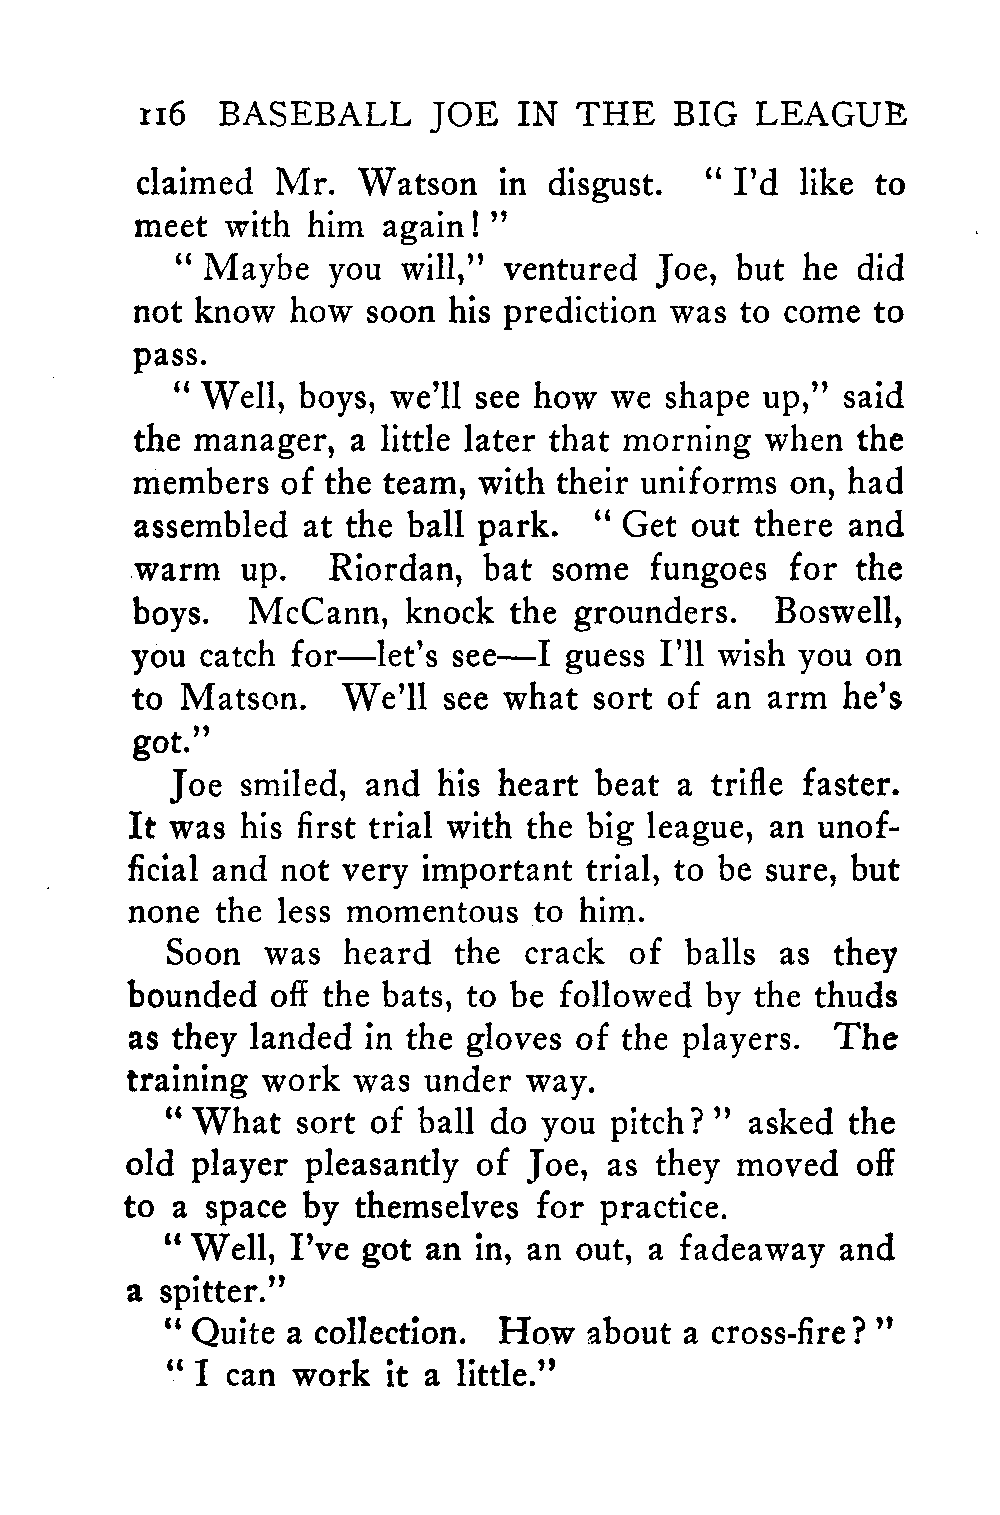 116 BASEBALL JOE IN THE BIG LEAGUE
claimed Mr. Watson in disgust. “ I’d like to
meet with him again! ”
“ Maybe you will,” ventured Joe, but he did
not know how soon his prediction was to come to
pass.
“ Well, boys, we’ll see how we shape up,” said
the manager, a little later that morning when the
members of the team, with their uniforms on, had
assembled at the ball park. “ Get out there and
warm up. Riordan, bat some fungoes for the
boys. McCann, knock the grounders. Boswell,
you catch for—let’s see—I guess I’ll wish you on
to Matson. We’ll see what sort of an arm he’s
got.”
Joe smiled, and his heart beat a trifle faster.
It was his first trial with the big league, an unof-
ficial and not very important trial, to be sure, but
none the less momentous to him.
Soon was heard the crack of balls as they
bounded off the bats, to be followed by the thuds
as they landed in the gloves of the players. The
training work was under way.
“ What sort of ball do you pitch? ” asked the
old player pleasantly of Joe, as they moved off
to a space by themselves for practice.
“ Well, I’ve got an in, an out, a fadeaway and
a spitter.”
“ Quite a collection. How about a cross-fire? ”
“ I can work it a little.”